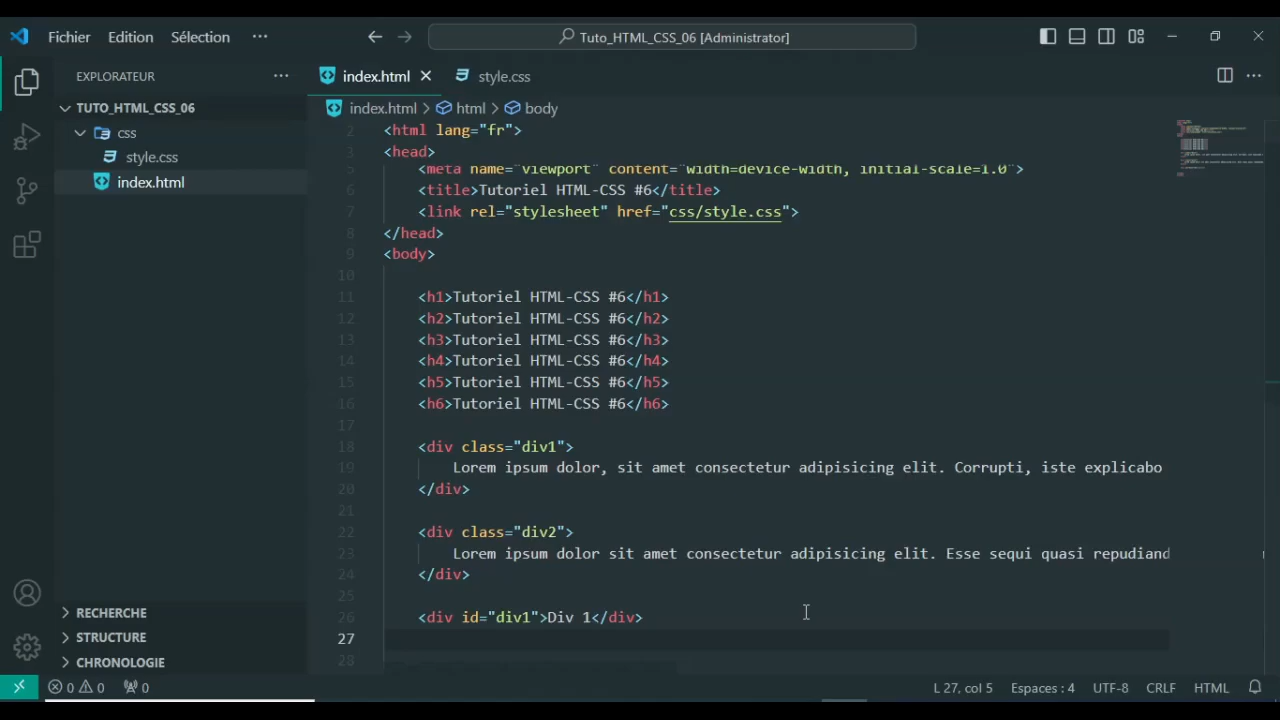 Fichier Edition Sélection ··· Tuto_HTML_CSS_06 [Administrator]
EXPLORATEUR ··· index.html style.css ···
TUTO_HTML_CSS_06 index.html > html > body
css
style.css
index.html
2 <html lang="fr">
3 <head>
5 <meta name="viewport" content="width=device-width, initial-scale=1.0">
6 <title>Tutoriel HTML-CSS #6</title>
7 <link rel="stylesheet" href="css/style.css">
8 </head>
9 <body>
10
11 <h1>Tutoriel HTML-CSS #6</h1>
12 <h2>Tutoriel HTML-CSS #6</h2>
13 <h3>Tutoriel HTML-CSS #6</h3>
14 <h4>Tutoriel HTML-CSS #6</h4>
15 <h5>Tutoriel HTML-CSS #6</h5>
16 <h6>Tutoriel HTML-CSS #6</h6>
17
18 <div class="div1">
19 Lorem ipsum dolor, sit amet consectetur adipisicing elit. Corrupti, iste explicabo
20 </div>
21
22 <div class="div2">
23 Lorem ipsum dolor sit amet consectetur adipisicing elit. Esse sequi quasi repudiand
24 </div>
25
26 <div id="div1">Div 1</div>
27
28
RECHERCHE
STRUCTURE
CHRONOLOGIE
0 0 0 L 27, col 5 Espaces : 4 UTF-8 CRLF HTML